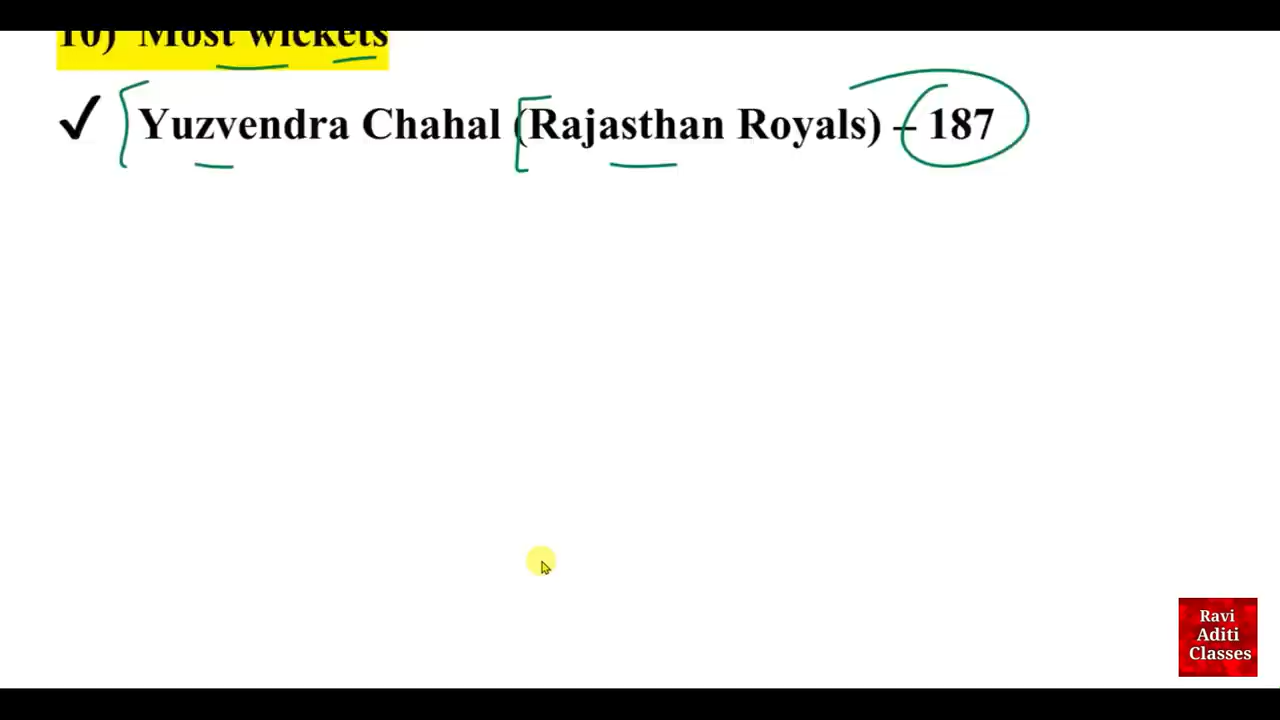 10) Most wickets
✓ Yuzvendra Chahal (Rajasthan Royals) – 187
Ravi
Aditi
Classes